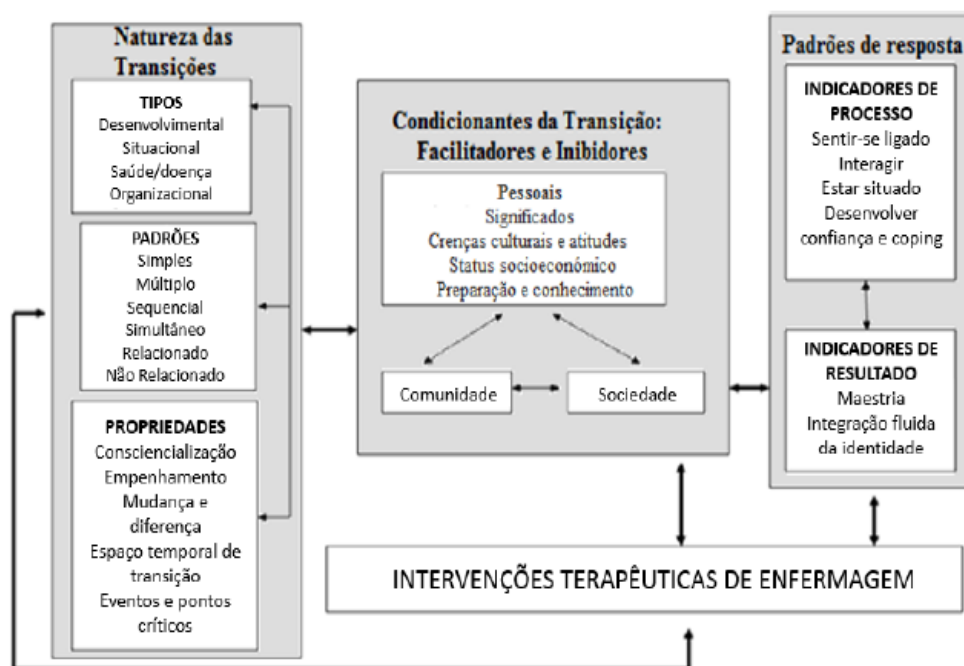 Natureza das
Transições
TIPOS
Desenvolvimental
Situacional
Saúde/doença
Organizacional
PADRÕES
Simples
Múltiplo
Sequencial
Simultâneo
Relacionado
Não Relacionado
PROPRIEDADES
Consciencialização
Empenhamento
Mudança e
diferença
Espaço temporal de
transição
Eventos e pontos
críticos
Condicionantes da Transição:
Facilitadores e Inibidores
Pessoais
Significados
Crenças culturais e atitudes
Status socioeconómico
Preparação e conhecimento
Comunidade
Sociedade
Padrões de resposta
INDICADORES DE
PROCESSO
Sentir-se ligado
Interagir
Estar situado
Desenvolver
confiança e coping
INDICADORES DE
RESULTADO
Maestria
Integração fluida
da identidade
INTERVENÇÕES TERAPÊUTICAS DE ENFERMAGEM